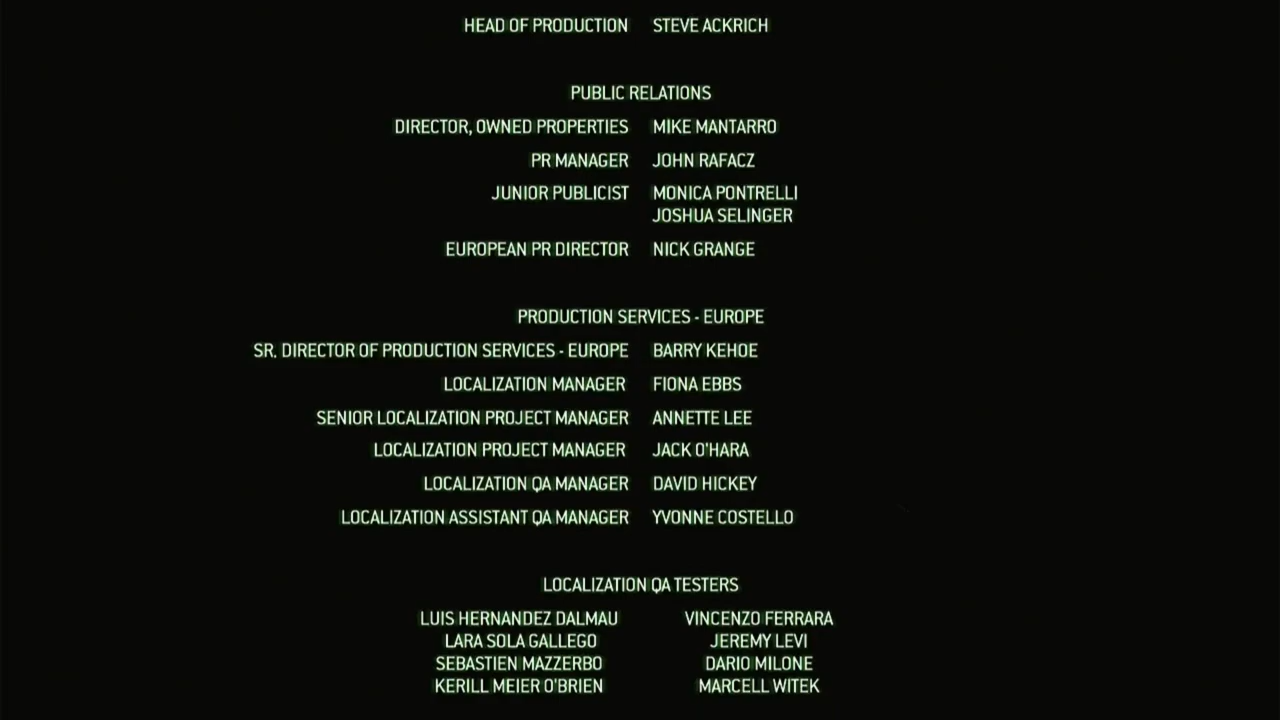 HEAD OF PRODUCTION STEVE ACKRICH
PUBLIC RELATIONS
DIRECTOR, OWNED PROPERTIES MIKE MANTARRO
PR MANAGER JOHN RAFACZ
JUNIOR PUBLICIST MONICA PONTRELLI
JOSHUA SELINGER
EUROPEAN PR DIRECTOR NICK GRANGE
PRODUCTION SERVICES - EUROPE
SR. DIRECTOR OF PRODUCTION SERVICES - EUROPE BARRY KEHOE
LOCALIZATION MANAGER FIONA EBBS
SENIOR LOCALIZATION PROJECT MANAGER ANNETTE LEE
LOCALIZATION PROJECT MANAGER JACK O'HARA
LOCALIZATION QA MANAGER DAVID HICKEY
LOCALIZATION ASSISTANT QA MANAGER YVONNE COSTELLO
LOCALIZATION QA TESTERS
LUIS HERNANDEZ DALMAU VINCENZO FERRARA
LARA SOLA GALLEGO JEREMY LEVI
SEBASTIEN MAZZERBO DARIO MILONE
KERILL MEIER O'BRIEN MARCELL WITEK